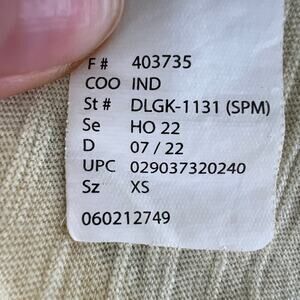 F # 403735
COO IND
St # DLGK-1131 (SPM)
Se HO 22
D 07 / 22
UPC 029037320240
Sz XS
060212749